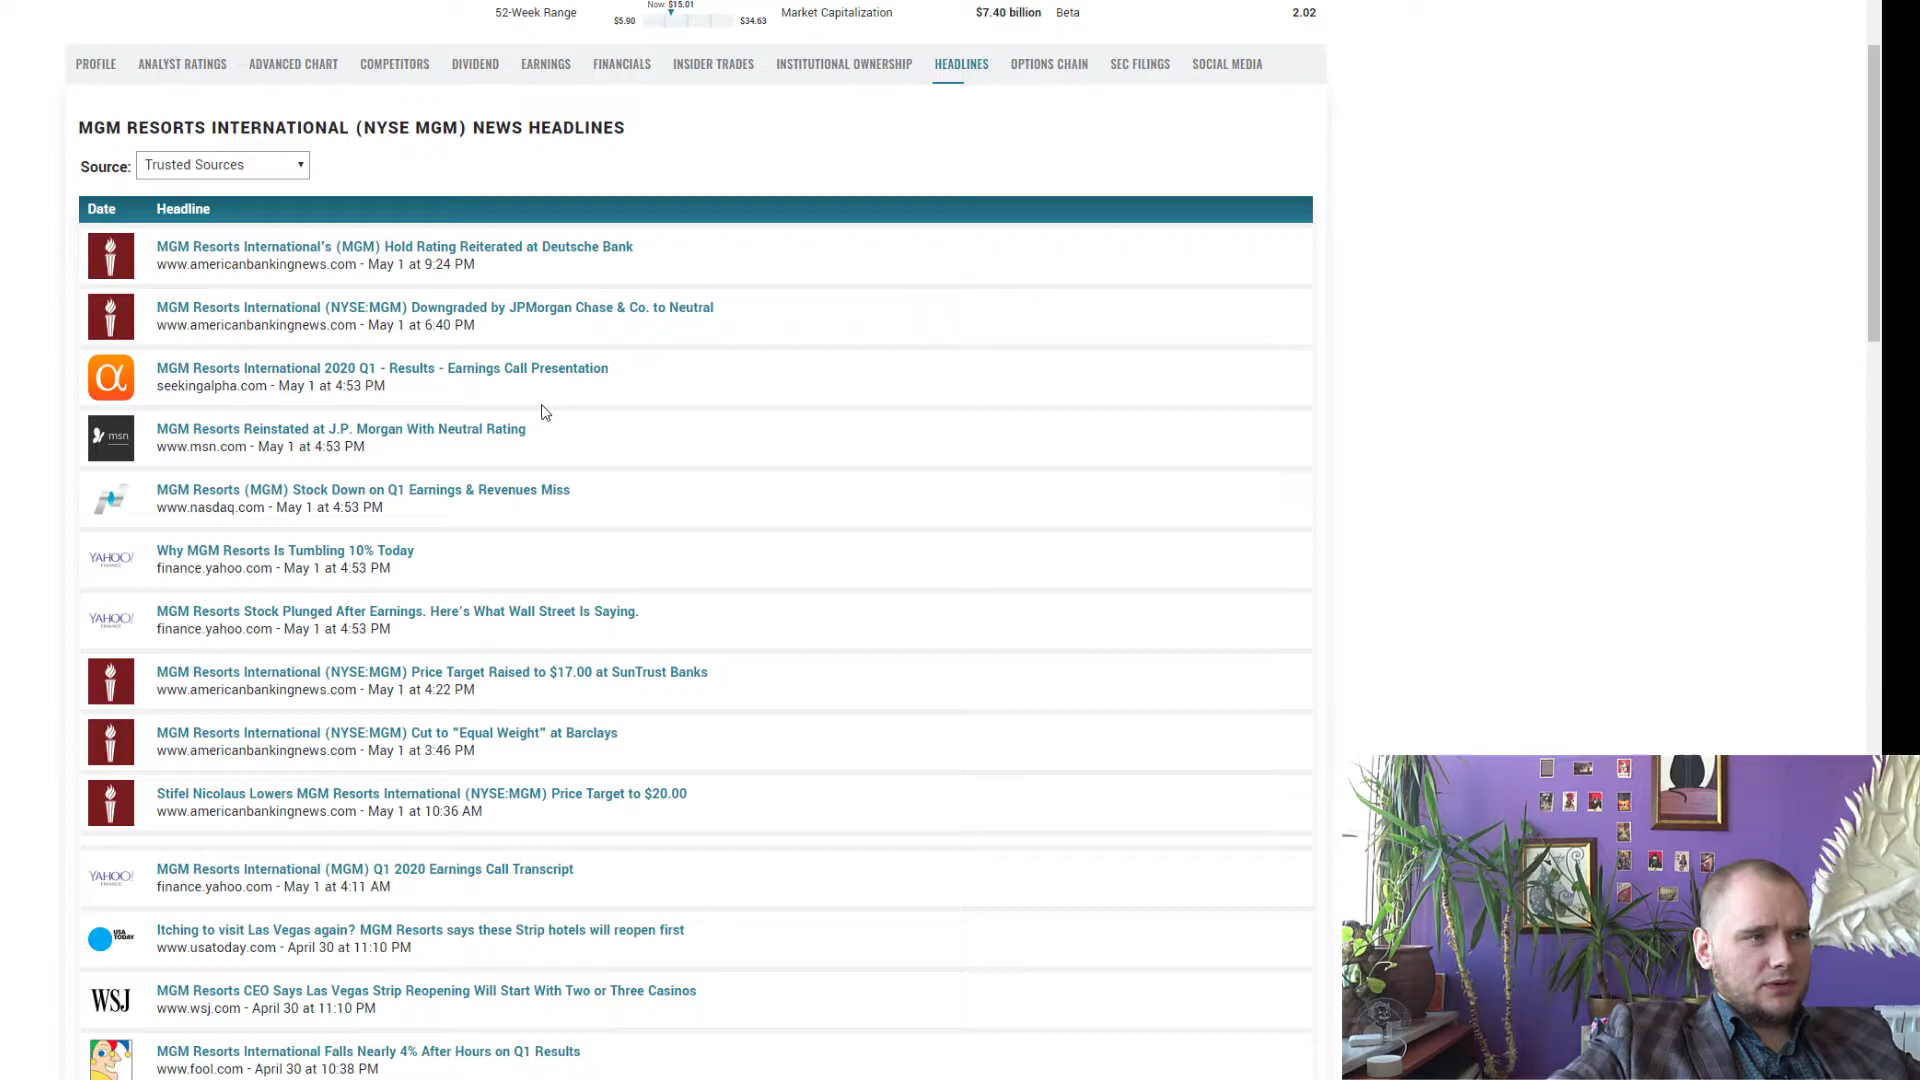 52-Week Range
Now: $15.01
$5.90
$34.63
Market Capitalization
$7.40 billion
Beta
2.02
PROFILE
ANALYST RATINGS
ADVANCED CHART
COMPETITORS
DIVIDEND
EARNINGS
FINANCIALS
INSIDER TRADES
INSTITUTIONAL OWNERSHIP
HEADLINES
OPTIONS CHAIN
SEC FILINGS
SOCIAL MEDIA
MGM RESORTS INTERNATIONAL (NYSE MGM) NEWS HEADLINES
Source: Trusted Sources
Date Headline
MGM Resorts International's (MGM) Hold Rating Reiterated at Deutsche Bank
www.americanbankingnews.com - May 1 at 9:24 PM
MGM Resorts International (NYSE:MGM) Downgraded by JPMorgan Chase & Co. to Neutral
www.americanbankingnews.com - May 1 at 6:40 PM
α
MGM Resorts International 2020 Q1 - Results - Earnings Call Presentation
seekingalpha.com - May 1 at 4:53 PM
msn
MGM Resorts Reinstated at J.P. Morgan With Neutral Rating
www.msn.com - May 1 at 4:53 PM
MGM Resorts (MGM) Stock Down on Q1 Earnings & Revenues Miss
www.nasdaq.com - May 1 at 4:53 PM
YAHOO!
FINANCE
Why MGM Resorts Is Tumbling 10% Today
finance.yahoo.com - May 1 at 4:53 PM
YAHOO!
FINANCE
MGM Resorts Stock Plunged After Earnings. Here's What Wall Street Is Saying.
finance.yahoo.com - May 1 at 4:53 PM
MGM Resorts International (NYSE:MGM) Price Target Raised to $17.00 at SunTrust Banks
www.americanbankingnews.com - May 1 at 4:22 PM
MGM Resorts International (NYSE:MGM) Cut to "Equal Weight" at Barclays
www.americanbankingnews.com - May 1 at 3:46 PM
Stifel Nicolaus Lowers MGM Resorts International (NYSE:MGM) Price Target to $20.00
www.americanbankingnews.com - May 1 at 10:36 AM
YAHOO!
FINANCE
MGM Resorts International (MGM) Q1 2020 Earnings Call Transcript
finance.yahoo.com - May 1 at 4:11 AM
USA
TODAY
Itching to visit Las Vegas again? MGM Resorts says these Strip hotels will reopen first
www.usatoday.com - April 30 at 11:10 PM
WSJ
MGM Resorts CEO Says Las Vegas Strip Reopening Will Start With Two or Three Casinos
www.wsj.com - April 30 at 11:10 PM
MGM Resorts International Falls Nearly 4% After Hours on Q1 Results
www.fool.com - April 30 at 10:38 PM